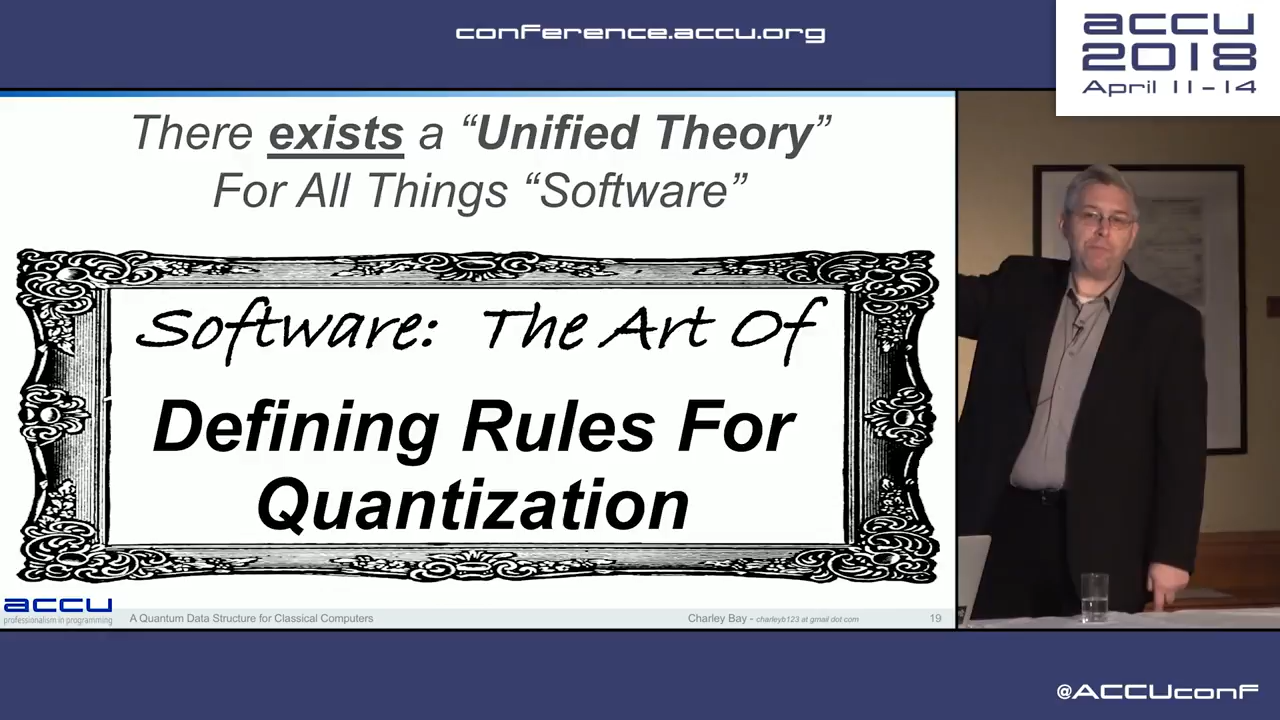 conference.accu.org
accu
2018
April 11-14
There exists a “Unified Theory”
For All Things “Software”
Software: The Art Of
Defining Rules For
Quantization
accu
professionalism in programming
A Quantum Data Structure for Classical Computers
Charley Bay - charleyb123 at gmail dot com
19
@ACCUconf